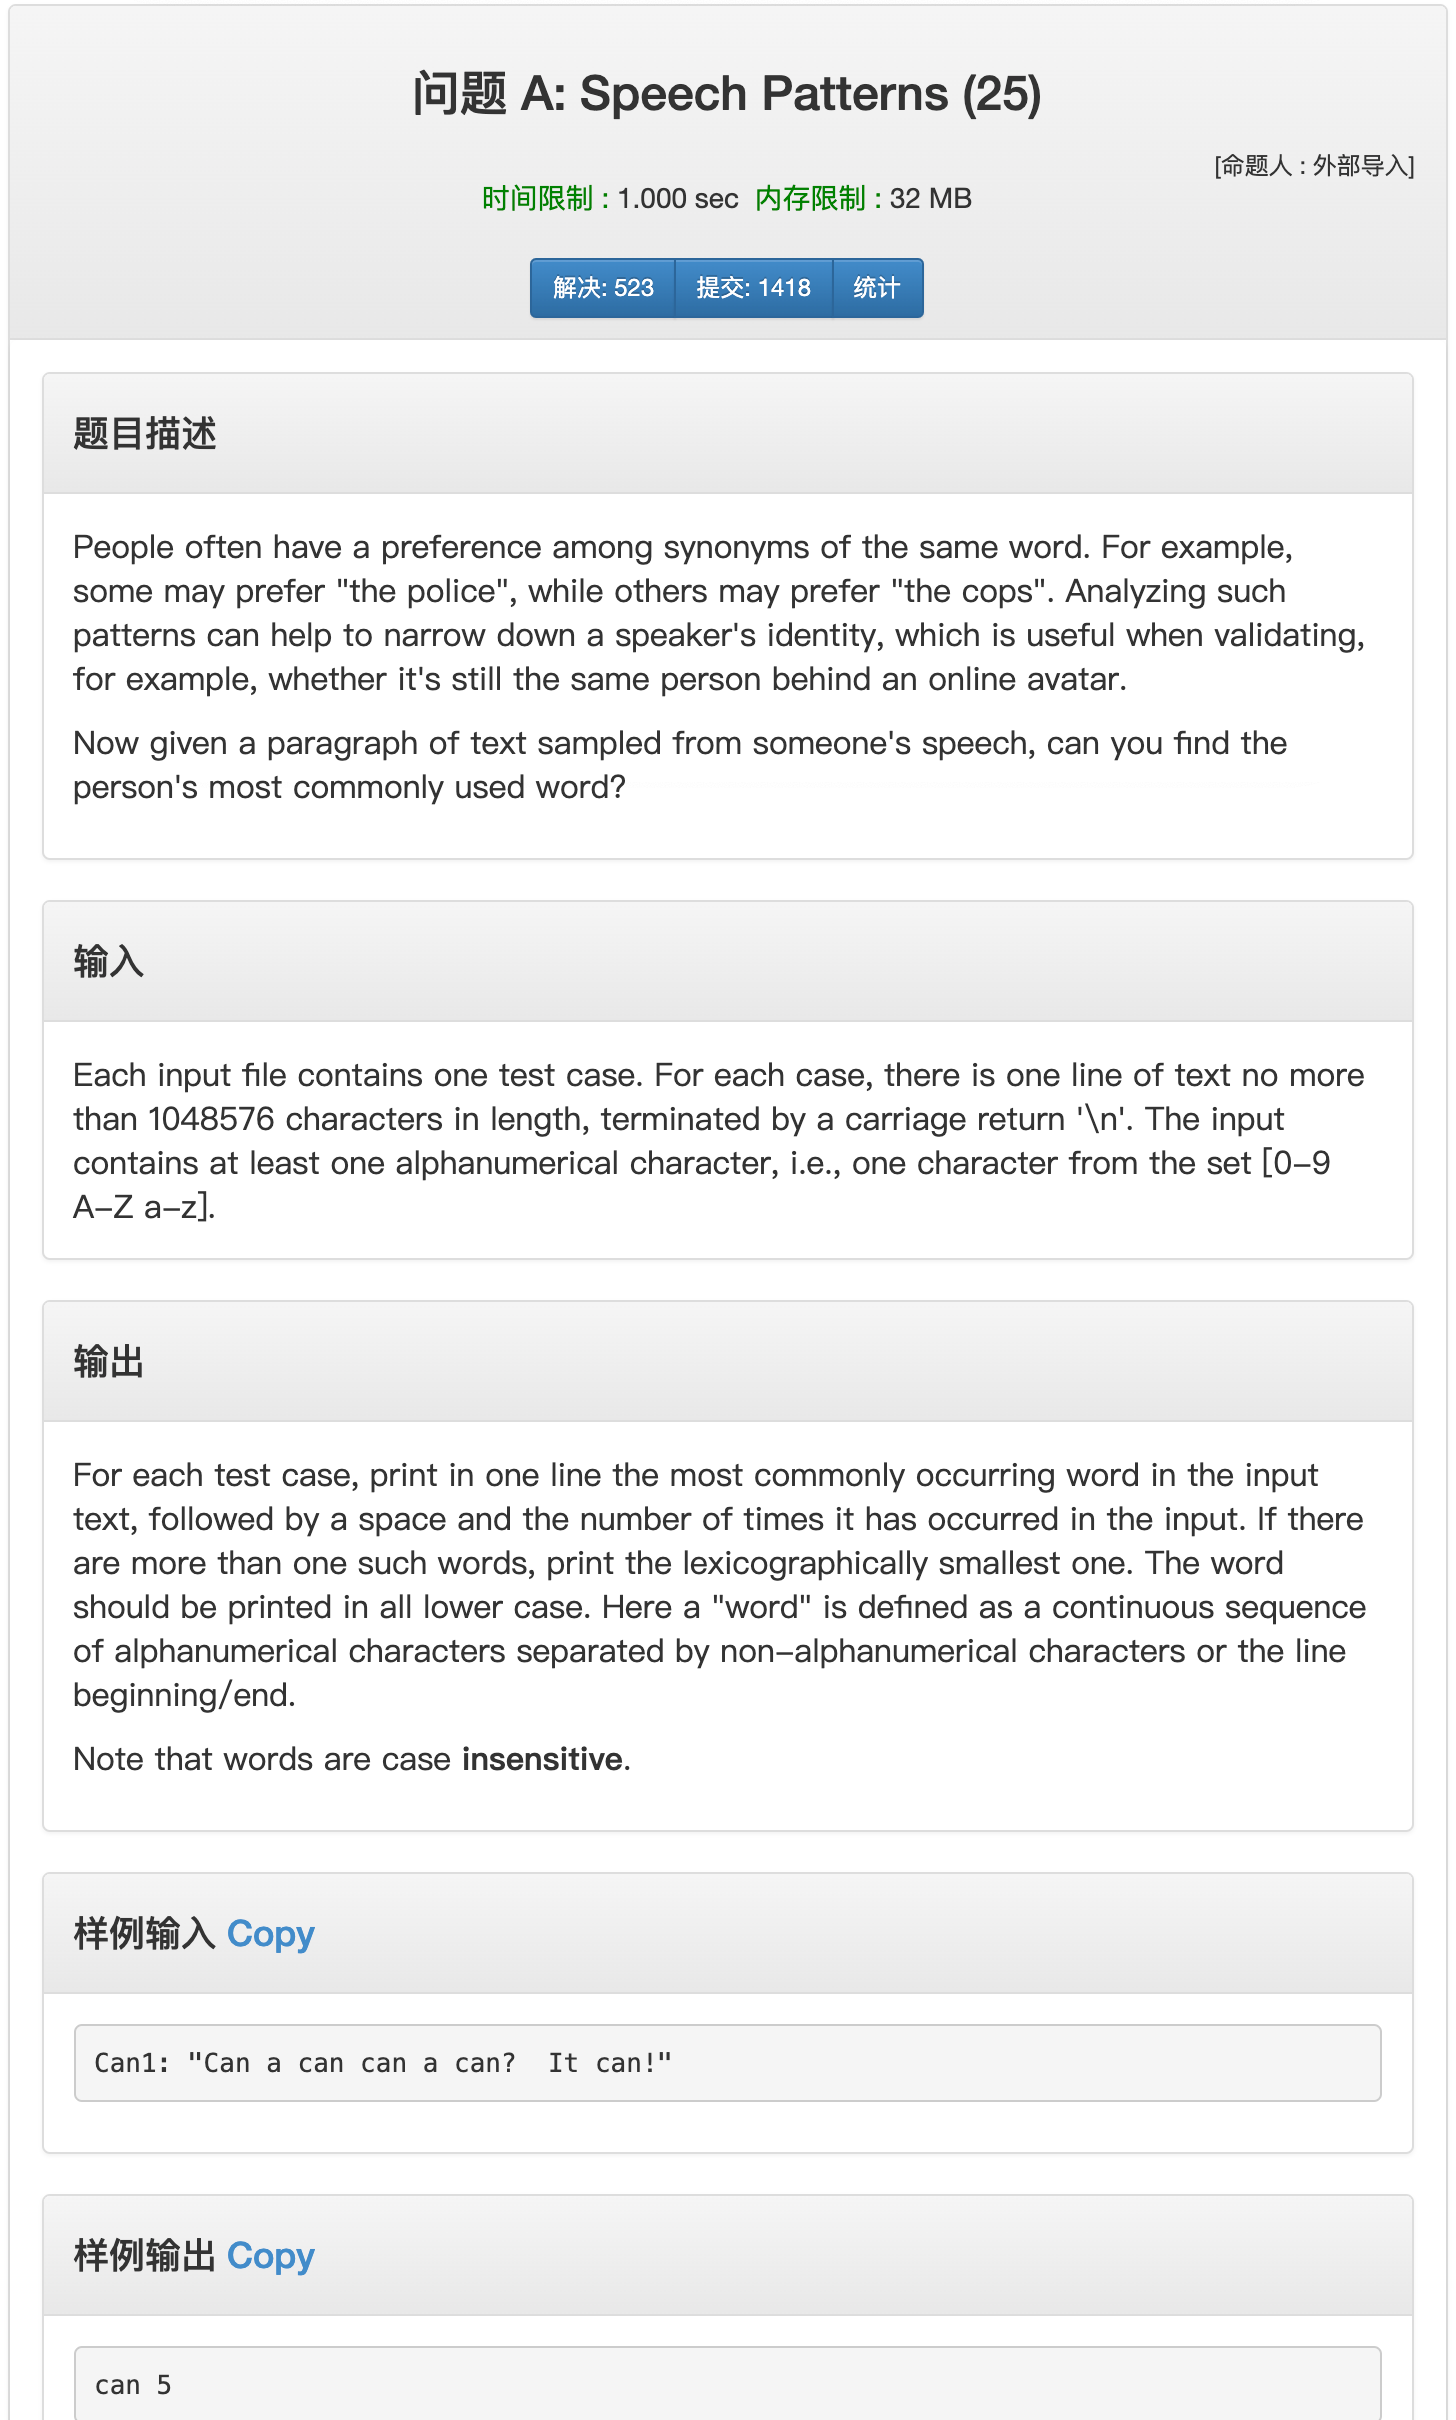 问题 A: Speech Patterns (25)
[命题人 : 外部导入]
时间限制 : 1.000 sec 内存限制 : 32 MB
解决: 523 提交: 1418 统计
题目描述
People often have a preference among synonyms of the same word. For example,
some may prefer "the police", while others may prefer "the cops". Analyzing such
patterns can help to narrow down a speaker's identity, which is useful when validating,
for example, whether it's still the same person behind an online avatar.
Now given a paragraph of text sampled from someone's speech, can you find the
person's most commonly used word?
输入
Each input file contains one test case. For each case, there is one line of text no more
than 1048576 characters in length, terminated by a carriage return '\n'. The input
contains at least one alphanumerical character, i.e., one character from the set [0-9
A-Z a-z].
输出
For each test case, print in one line the most commonly occurring word in the input
text, followed by a space and the number of times it has occurred in the input. If there
are more than one such words, print the lexicographically smallest one. The word
should be printed in all lower case. Here a "word" is defined as a continuous sequence
of alphanumerical characters separated by non-alphanumerical characters or the line
beginning/end.
Note that words are case insensitive.
样例输入 Copy
Can1: "Can a can can a can?  It can!"
样例输出 Copy
can 5